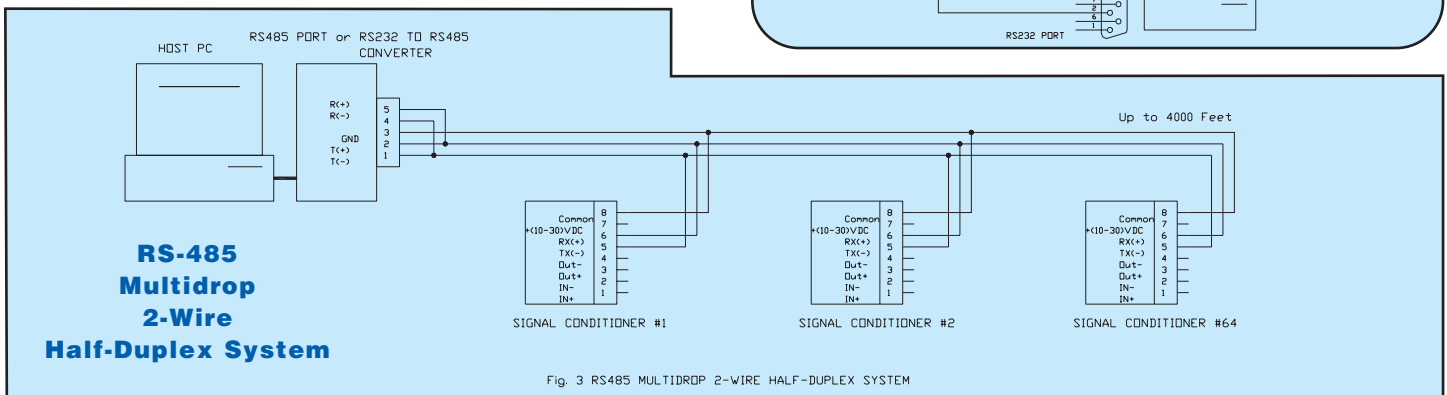 2
6
1
RS232 PORT
HOST PC
RS485 PORT or RS232 TO RS485
CONVERTER
R(+)
R(-)
GND
T(+)
T(-)
5
4
3
2
1
Up to 4000 Feet
Common
+(10-30)VDC
RX(+)
TX(-)
Out-
Out+
IN-
IN+
8
7
6
5
4
3
2
1
SIGNAL CONDITIONER #1
Common
+(10-30)VDC
RX(+)
TX(-)
Out-
Out+
IN-
IN+
8
7
6
5
4
3
2
1
SIGNAL CONDITIONER #2
Common
+(10-30)VDC
RX(+)
TX(-)
Out-
Out+
IN-
IN+
8
7
6
5
4
3
2
1
SIGNAL CONDITIONER #64
RS-485
Multidrop
2-Wire
Half-Duplex System
Fig. 3 RS485 MULTIDROP 2-WIRE HALF-DUPLEX SYSTEM